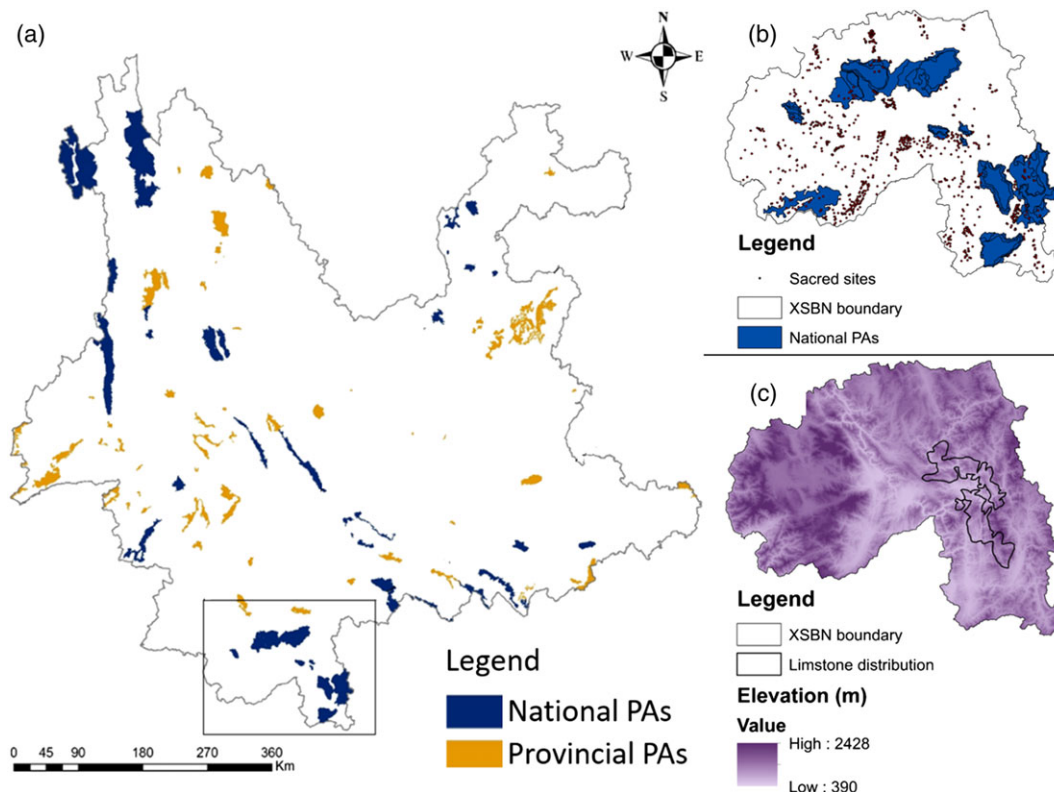 (a)
N
W E
S
Legend
National PAs
Provincial PAs
0 45 90 180 270 360
Km
(b)
Legend
Sacred sites
XSBN boundary
National PAs
(c)
Legend
XSBN boundary
Limstone distribution
Elevation (m)
Value
High : 2428
Low : 390